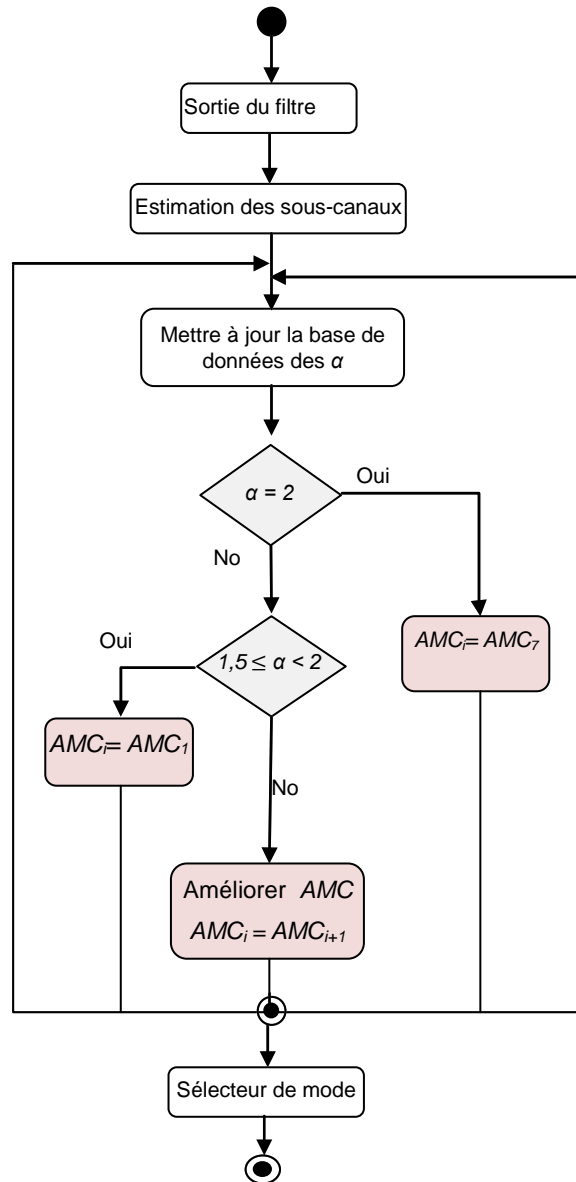 Sortie du filtre
Estimation des sous-canaux
Mettre à jour la base de
données des α
α = 2
Oui
No
1,5 ≤ α < 2
Oui
AMCᵢ= AMC₇
AMCᵢ= AMC₁
No
Améliorer AMC
AMCᵢ = AMCᵢ₊₁
Sélecteur de mode